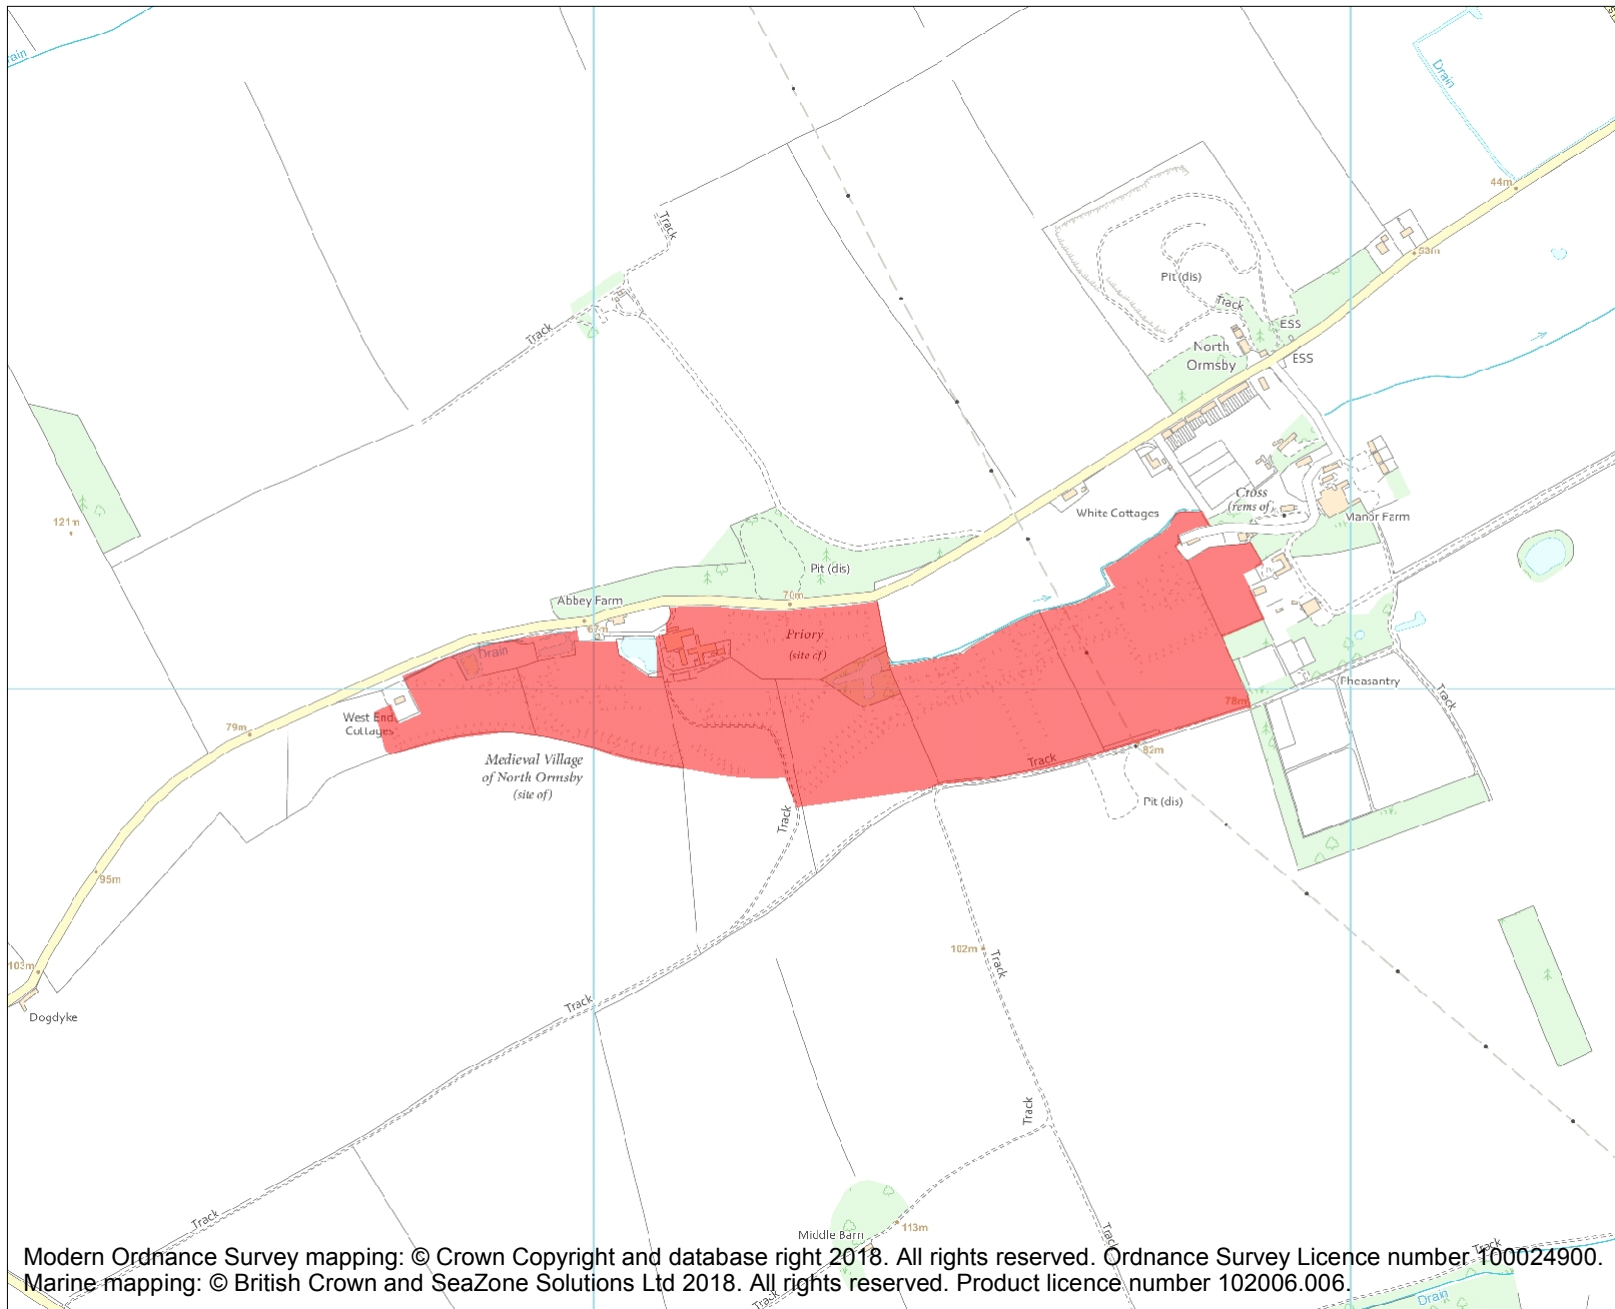 Drain
44m
Track
53m
Pit (dis)
Track
Track
ESS
North
Ormsby
ESS
121m
Cross
(rems of)
White Cottages
Manor Farm
Pit (dis)
Abbey Farm
70m
67m
Priory
(site of)
Drain
Pheasantry
Track
78m
West End
Cottages
79m
82m
Medieval Village
of North Ormsby
(site of)
Track
Pit (dis)
Track
95m
102m
Track
103m
Track
Dogdyke
Track
Track
Middle Barn
113m
Track
Track
Modern Ordnance Survey mapping: © Crown Copyright and database right 2018. All rights reserved. Ordnance Survey Licence number 100024900.
Marine mapping: © British Crown and SeaZone Solutions Ltd 2018. All rights reserved. Product licence number 102006.006.
Track
Drain